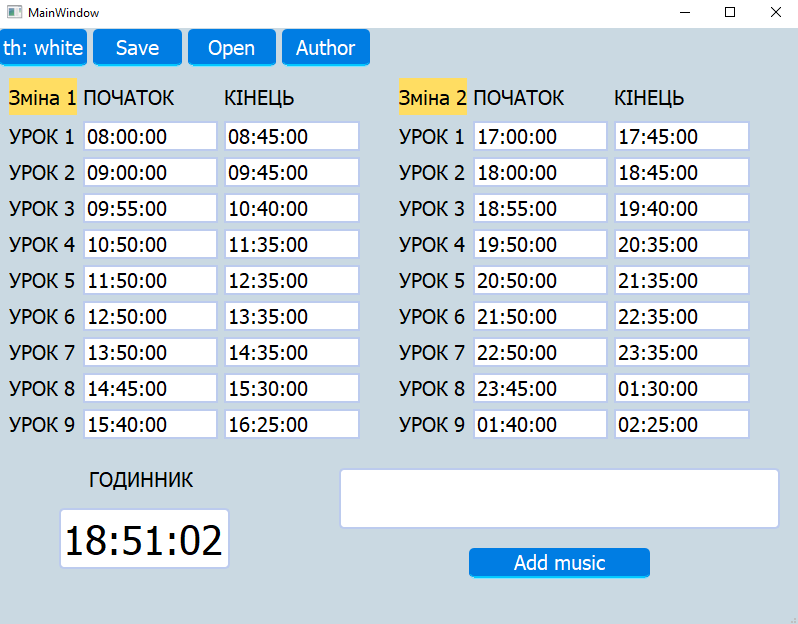 MainWindow
th: white Save Open Author
Зміна 1 ПОЧАТОК КІНЕЦЬ Зміна 2 ПОЧАТОК КІНЕЦЬ
УРОК 1 08:00:00 08:45:00 УРОК 1 17:00:00 17:45:00
УРОК 2 09:00:00 09:45:00 УРОК 2 18:00:00 18:45:00
УРОК 3 09:55:00 10:40:00 УРОК 3 18:55:00 19:40:00
УРОК 4 10:50:00 11:35:00 УРОК 4 19:50:00 20:35:00
УРОК 5 11:50:00 12:35:00 УРОК 5 20:50:00 21:35:00
УРОК 6 12:50:00 13:35:00 УРОК 6 21:50:00 22:35:00
УРОК 7 13:50:00 14:35:00 УРОК 7 22:50:00 23:35:00
УРОК 8 14:45:00 15:30:00 УРОК 8 23:45:00 01:30:00
УРОК 9 15:40:00 16:25:00 УРОК 9 01:40:00 02:25:00
ГОДИННИК
18:51:02
Add music